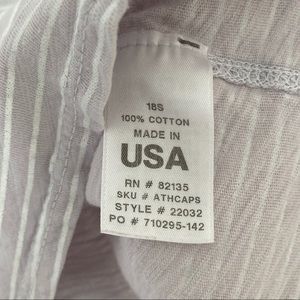 18S
100% COTTON
MADE IN
USA
RN # 82135
SKU # ATHCAPS
STYLE # 22032
PO # 710295-142